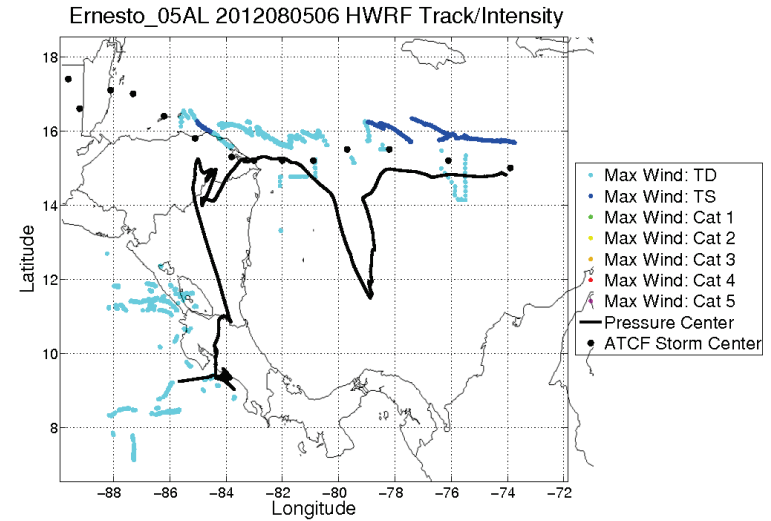 Ernesto_05AL 2012080506 HWRF Track/Intensity
18
16
14
12
10
8
Latitude
−88
−86
−84
−82
−80
−78
−76
−74
−72
Longitude
Max Wind: TD
Max Wind: TS
Max Wind: Cat 1
Max Wind: Cat 2
Max Wind: Cat 3
Max Wind: Cat 4
Max Wind: Cat 5
Pressure Center
ATCF Storm Center